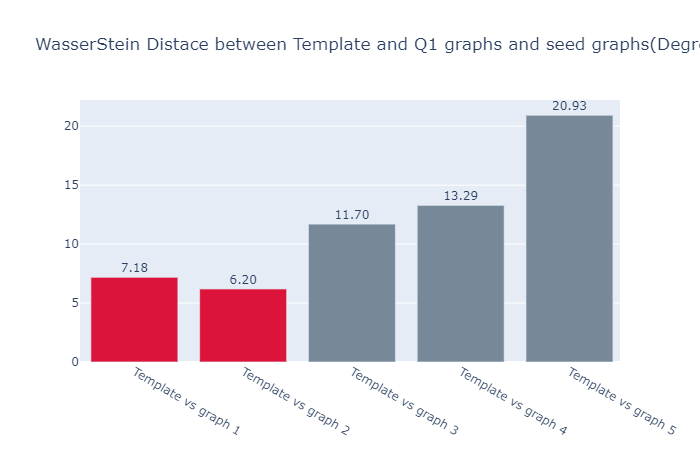 WasserStein Distace between Template and Q1 graphs and seed graphs(Degr
20.93
20
15
13.29
11.70
10
7.18
6.20
5
0
Template vs graph 1
Template vs graph 2
Template vs graph 3
Template vs graph 4
Template vs graph 5